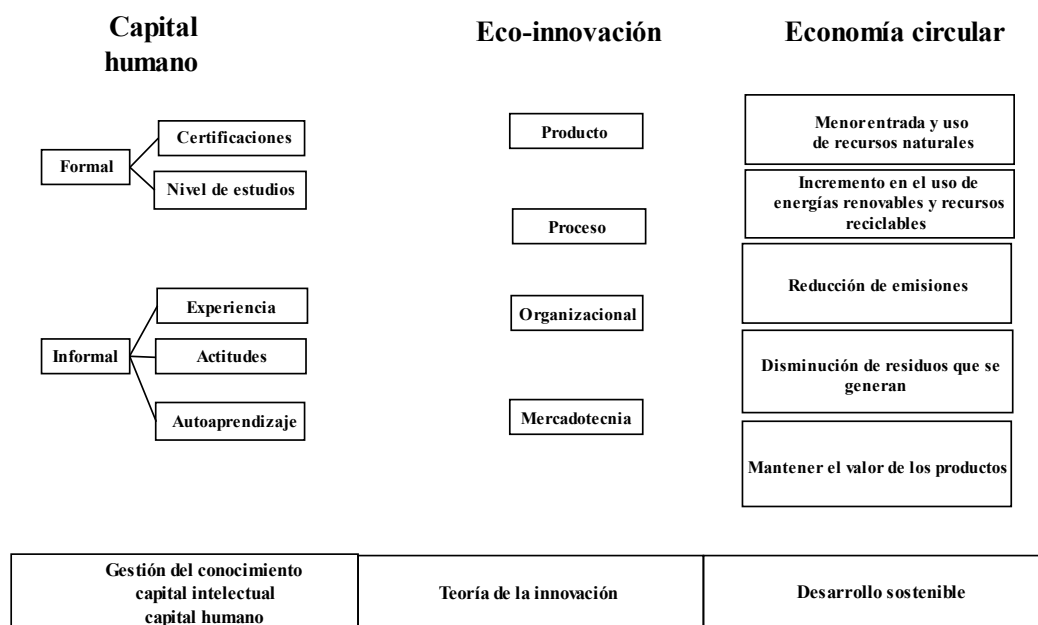 Capital
humano
Eco-innovación
Economía circular
Formal
Certificaciones
Nivel de estudios
Informal
Experiencia
Actitudes
Autoaprendizaje
Producto
Proceso
Organizacional
Mercadotecnia
Menorentrada y uso
de recursos naturales
Incremento en el uso de
energías renovables y recursos
reciclables
Reducción de emisiones
Disminución de residuos que se
generan
Mantener el valor de los productos
Gestión del conocimiento
capital intelectual
capital humano
Teoría de la innovación
Desarrollo sostenible